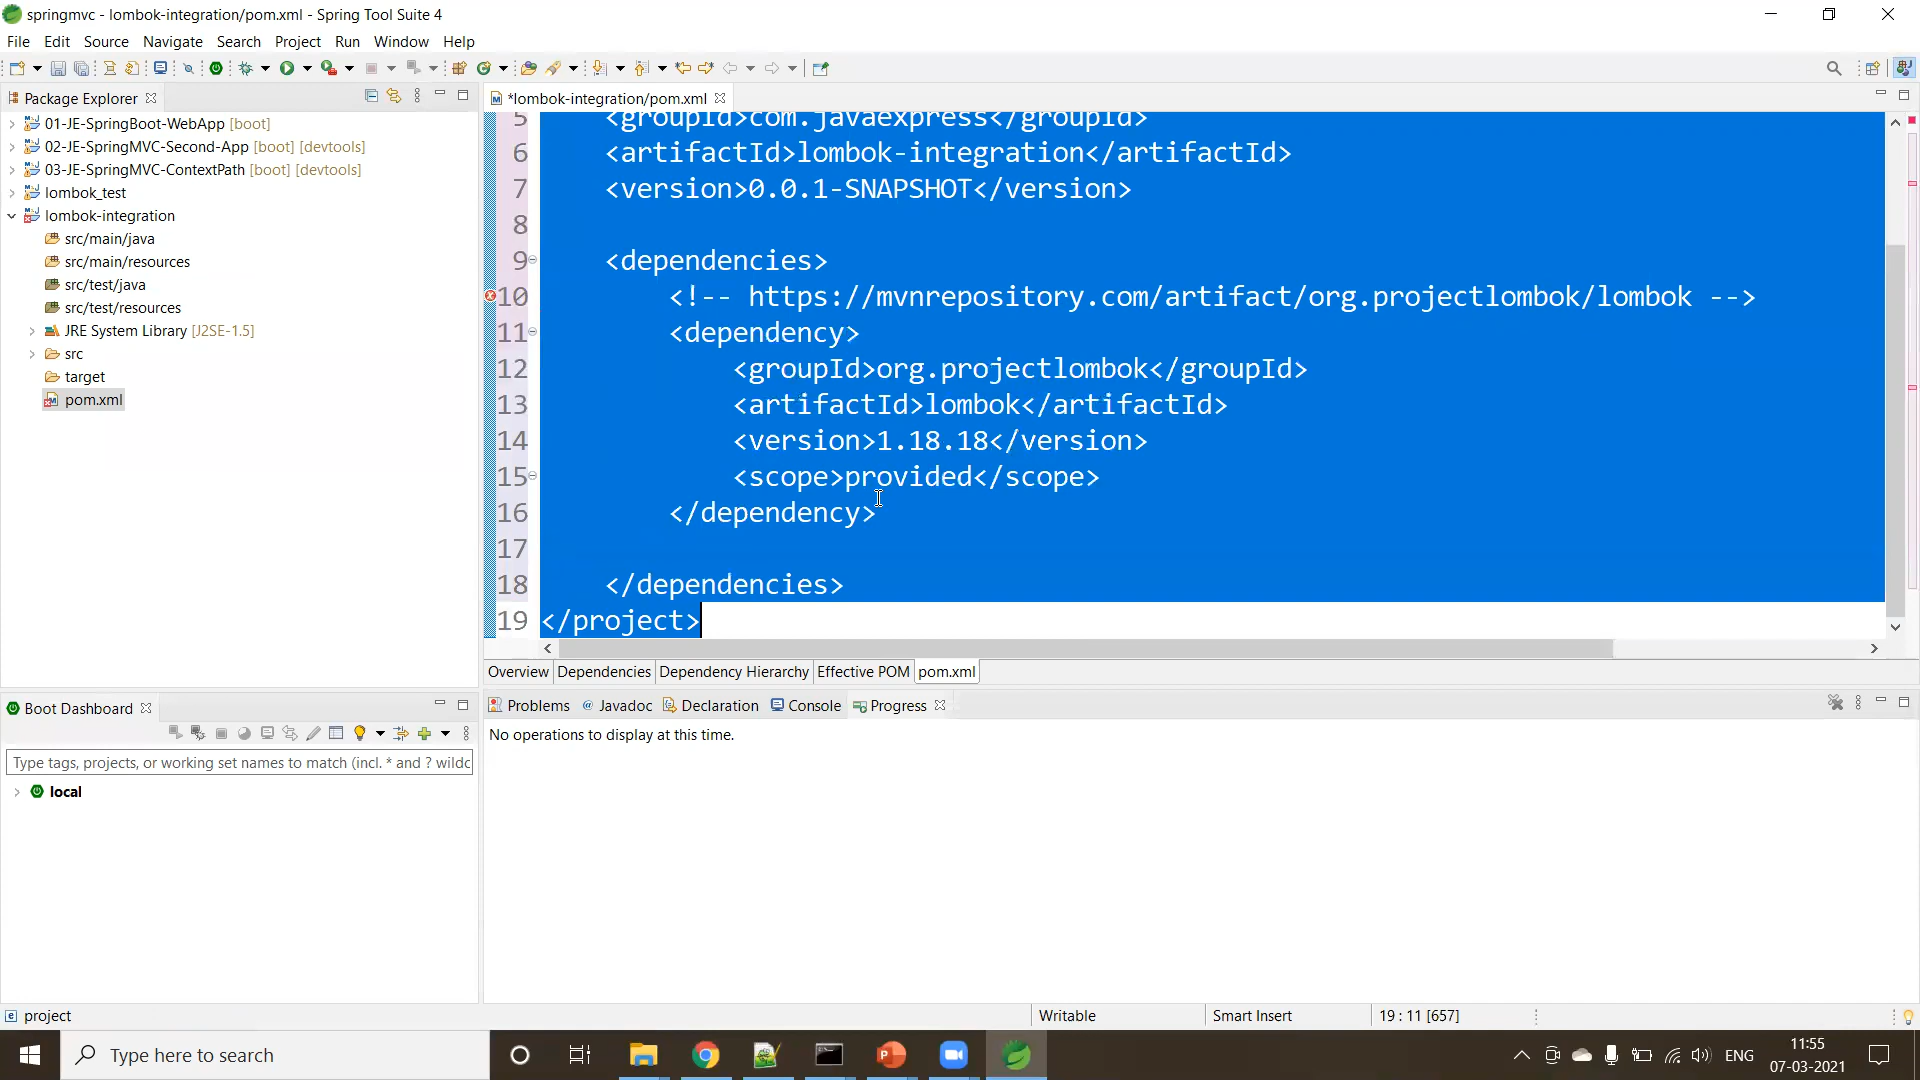 springmvc - lombok-integration/pom.xml - Spring Tool Suite 4
File Edit Source Navigate Search Project Run Window Help
Package Explorer
01-JE-SpringBoot-WebApp [boot]
02-JE-SpringMVC-Second-App [boot] [devtools]
03-JE-SpringMVC-ContextPath [boot] [devtools]
lombok_test
lombok-integration
src/main/java
src/main/resources
src/test/java
src/test/resources
JRE System Library [J2SE-1.5]
src
target
pom.xml
*lombok-integration/pom.xml
5 <groupId>com.javaexpress</groupId>
6 <artifactId>lombok-integration</artifactId>
7 <version>0.0.1-SNAPSHOT</version>
8
9 <dependencies>
10 <!-- https://mvnrepository.com/artifact/org.projectlombok/lombok -->
11 <dependency>
12 <groupId>org.projectlombok</groupId>
13 <artifactId>lombok</artifactId>
14 <version>1.18.18</version>
15 <scope>provided</scope>
16 </dependency>
17
18 </dependencies>
19 </project>
Overview Dependencies Dependency Hierarchy Effective POM pom.xml
Boot Dashboard
Type tags, projects, or working set names to match (incl. * and ? wildc
local
Problems Javadoc Declaration Console Progress
No operations to display at this time.
project
Writable Smart Insert 19 : 11 [657]
Type here to search
ENG
11:55
07-03-2021